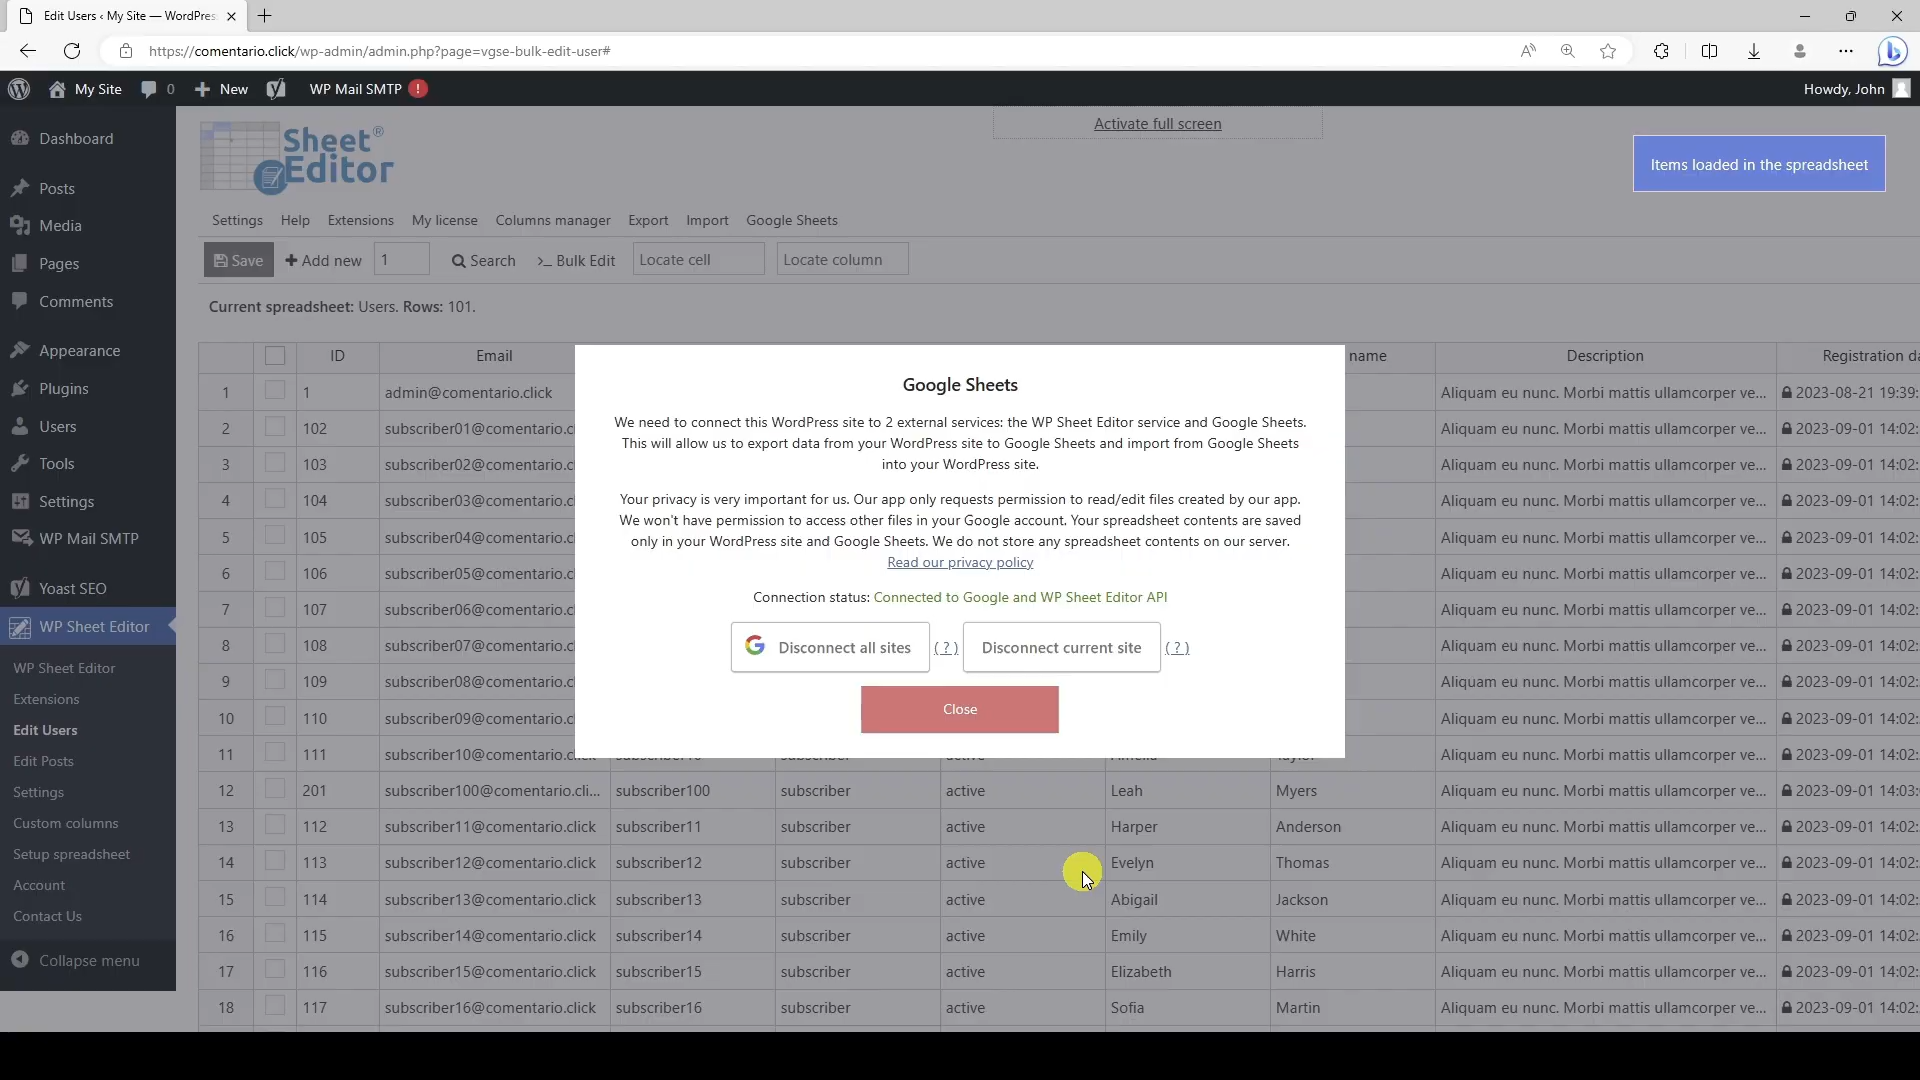 Edit Users ‹ My Site — WordPres
https://comentario.click/wp-admin/admin.php?page=vgse-bulk-edit-user#
My Site 0 New WP Mail SMTP ! Howdy, John
Dashboard
Posts
Media
Pages
Comments
Appearance
Plugins
Users
Tools
Settings
WP Mail SMTP
Yoast SEO
WP Sheet Editor
WP Sheet Editor
Extensions
Edit Users
Edit Posts
Settings
Custom columns
Setup spreadsheet
Account
Contact Us
Collapse menu
Sheet®
Editor
Activate full screen
Items loaded in the spreadsheet
Settings Help Extensions My license Columns manager Export Import Google Sheets
Save Add new 1 Search >_ Bulk Edit Locate cell Locate column
Current spreadsheet: Users. Rows: 101.
ID Email name Description Registration da
1 1 admin@comentario.click Aliquam eu nunc. Morbi mattis ullamcorper ve... 2023-08-21 19:39:
2 102 subscriber01@comentario.c Aliquam eu nunc. Morbi mattis ullamcorper ve... 2023-09-01 14:02:
3 103 subscriber02@comentario.c Aliquam eu nunc. Morbi mattis ullamcorper ve... 2023-09-01 14:02:
4 104 subscriber03@comentario.c Aliquam eu nunc. Morbi mattis ullamcorper ve... 2023-09-01 14:02:
5 105 subscriber04@comentario.c Aliquam eu nunc. Morbi mattis ullamcorper ve... 2023-09-01 14:02:
6 106 subscriber05@comentario.c Aliquam eu nunc. Morbi mattis ullamcorper ve... 2023-09-01 14:02:
7 107 subscriber06@comentario.c Aliquam eu nunc. Morbi mattis ullamcorper ve... 2023-09-01 14:02:
8 108 subscriber07@comentario.c Aliquam eu nunc. Morbi mattis ullamcorper ve... 2023-09-01 14:02:
9 109 subscriber08@comentario.c Aliquam eu nunc. Morbi mattis ullamcorper ve... 2023-09-01 14:02:
10 110 subscriber09@comentario.c Aliquam eu nunc. Morbi mattis ullamcorper ve... 2023-09-01 14:02:
11 111 subscriber10@comentario.click Aliquam eu nunc. Morbi mattis ullamcorper ve... 2023-09-01 14:02:
12 201 subscriber100@comentario.cli... subscriber100 subscriber active Leah Myers Aliquam eu nunc. Morbi mattis ullamcorper ve... 2023-09-01 14:03:
13 112 subscriber11@comentario.click subscriber11 subscriber active Harper Anderson Aliquam eu nunc. Morbi mattis ullamcorper ve... 2023-09-01 14:02:
14 113 subscriber12@comentario.click subscriber12 subscriber active Evelyn Thomas Aliquam eu nunc. Morbi mattis ullamcorper ve... 2023-09-01 14:02:
15 114 subscriber13@comentario.click subscriber13 subscriber active Abigail Jackson Aliquam eu nunc. Morbi mattis ullamcorper ve... 2023-09-01 14:02:
16 115 subscriber14@comentario.click subscriber14 subscriber active Emily White Aliquam eu nunc. Morbi mattis ullamcorper ve... 2023-09-01 14:02:
17 116 subscriber15@comentario.click subscriber15 subscriber active Elizabeth Harris Aliquam eu nunc. Morbi mattis ullamcorper ve... 2023-09-01 14:02:
18 117 subscriber16@comentario.click subscriber16 subscriber active Sofia Martin Aliquam eu nunc. Morbi mattis ullamcorper ve... 2023-09-01 14:02:
Google Sheets
We need to connect this WordPress site to 2 external services: the WP Sheet Editor service and Google Sheets.
This will allow us to export data from your WordPress site to Google Sheets and import from Google Sheets
into your WordPress site.
Your privacy is very important for us. Our app only requests permission to read/edit files created by our app.
We won't have permission to access other files in your Google account. Your spreadsheet contents are saved
only in your WordPress site and Google Sheets. We do not store any spreadsheet contents on our server.
Read our privacy policy
Connection status: Connected to Google and WP Sheet Editor API
Disconnect all sites ( ? ) Disconnect current site ( ? )
Close